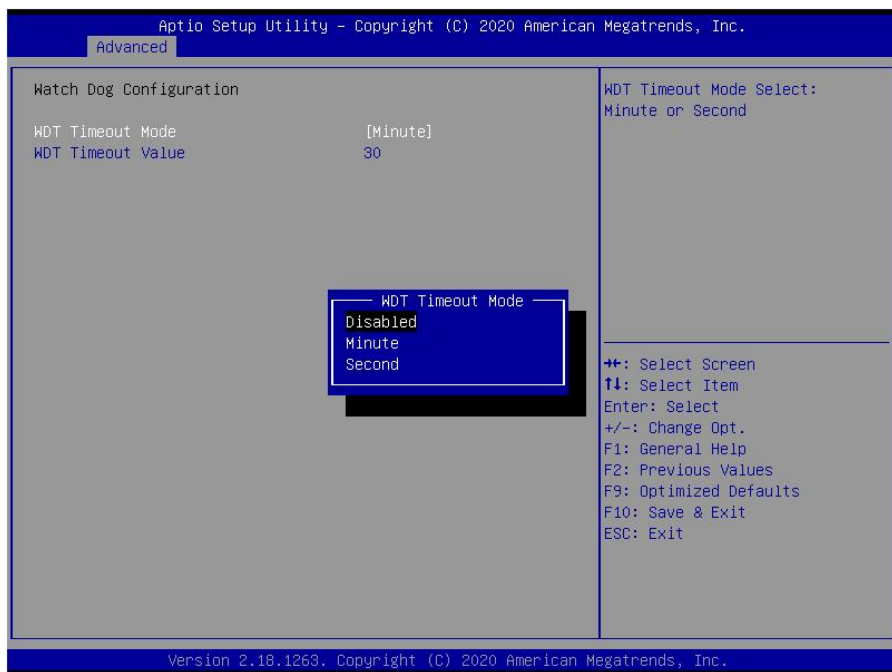 Aptio Setup Utility – Copyright (C) 2020 American Megatrends, Inc.
Advanced
Watch Dog Configuration
WDT Timeout Mode [Minute]
WDT Timeout Value 30
WDT Timeout Mode
Disabled
Minute
Second
WDT Timeout Mode Select:
Minute or Second
→←: Select Screen
↑↓: Select Item
Enter: Select
+/-: Change Opt.
F1: General Help
F2: Previous Values
F9: Optimized Defaults
F10: Save & Exit
ESC: Exit
Version 2.18.1263. Copyright (C) 2020 American Megatrends, Inc.